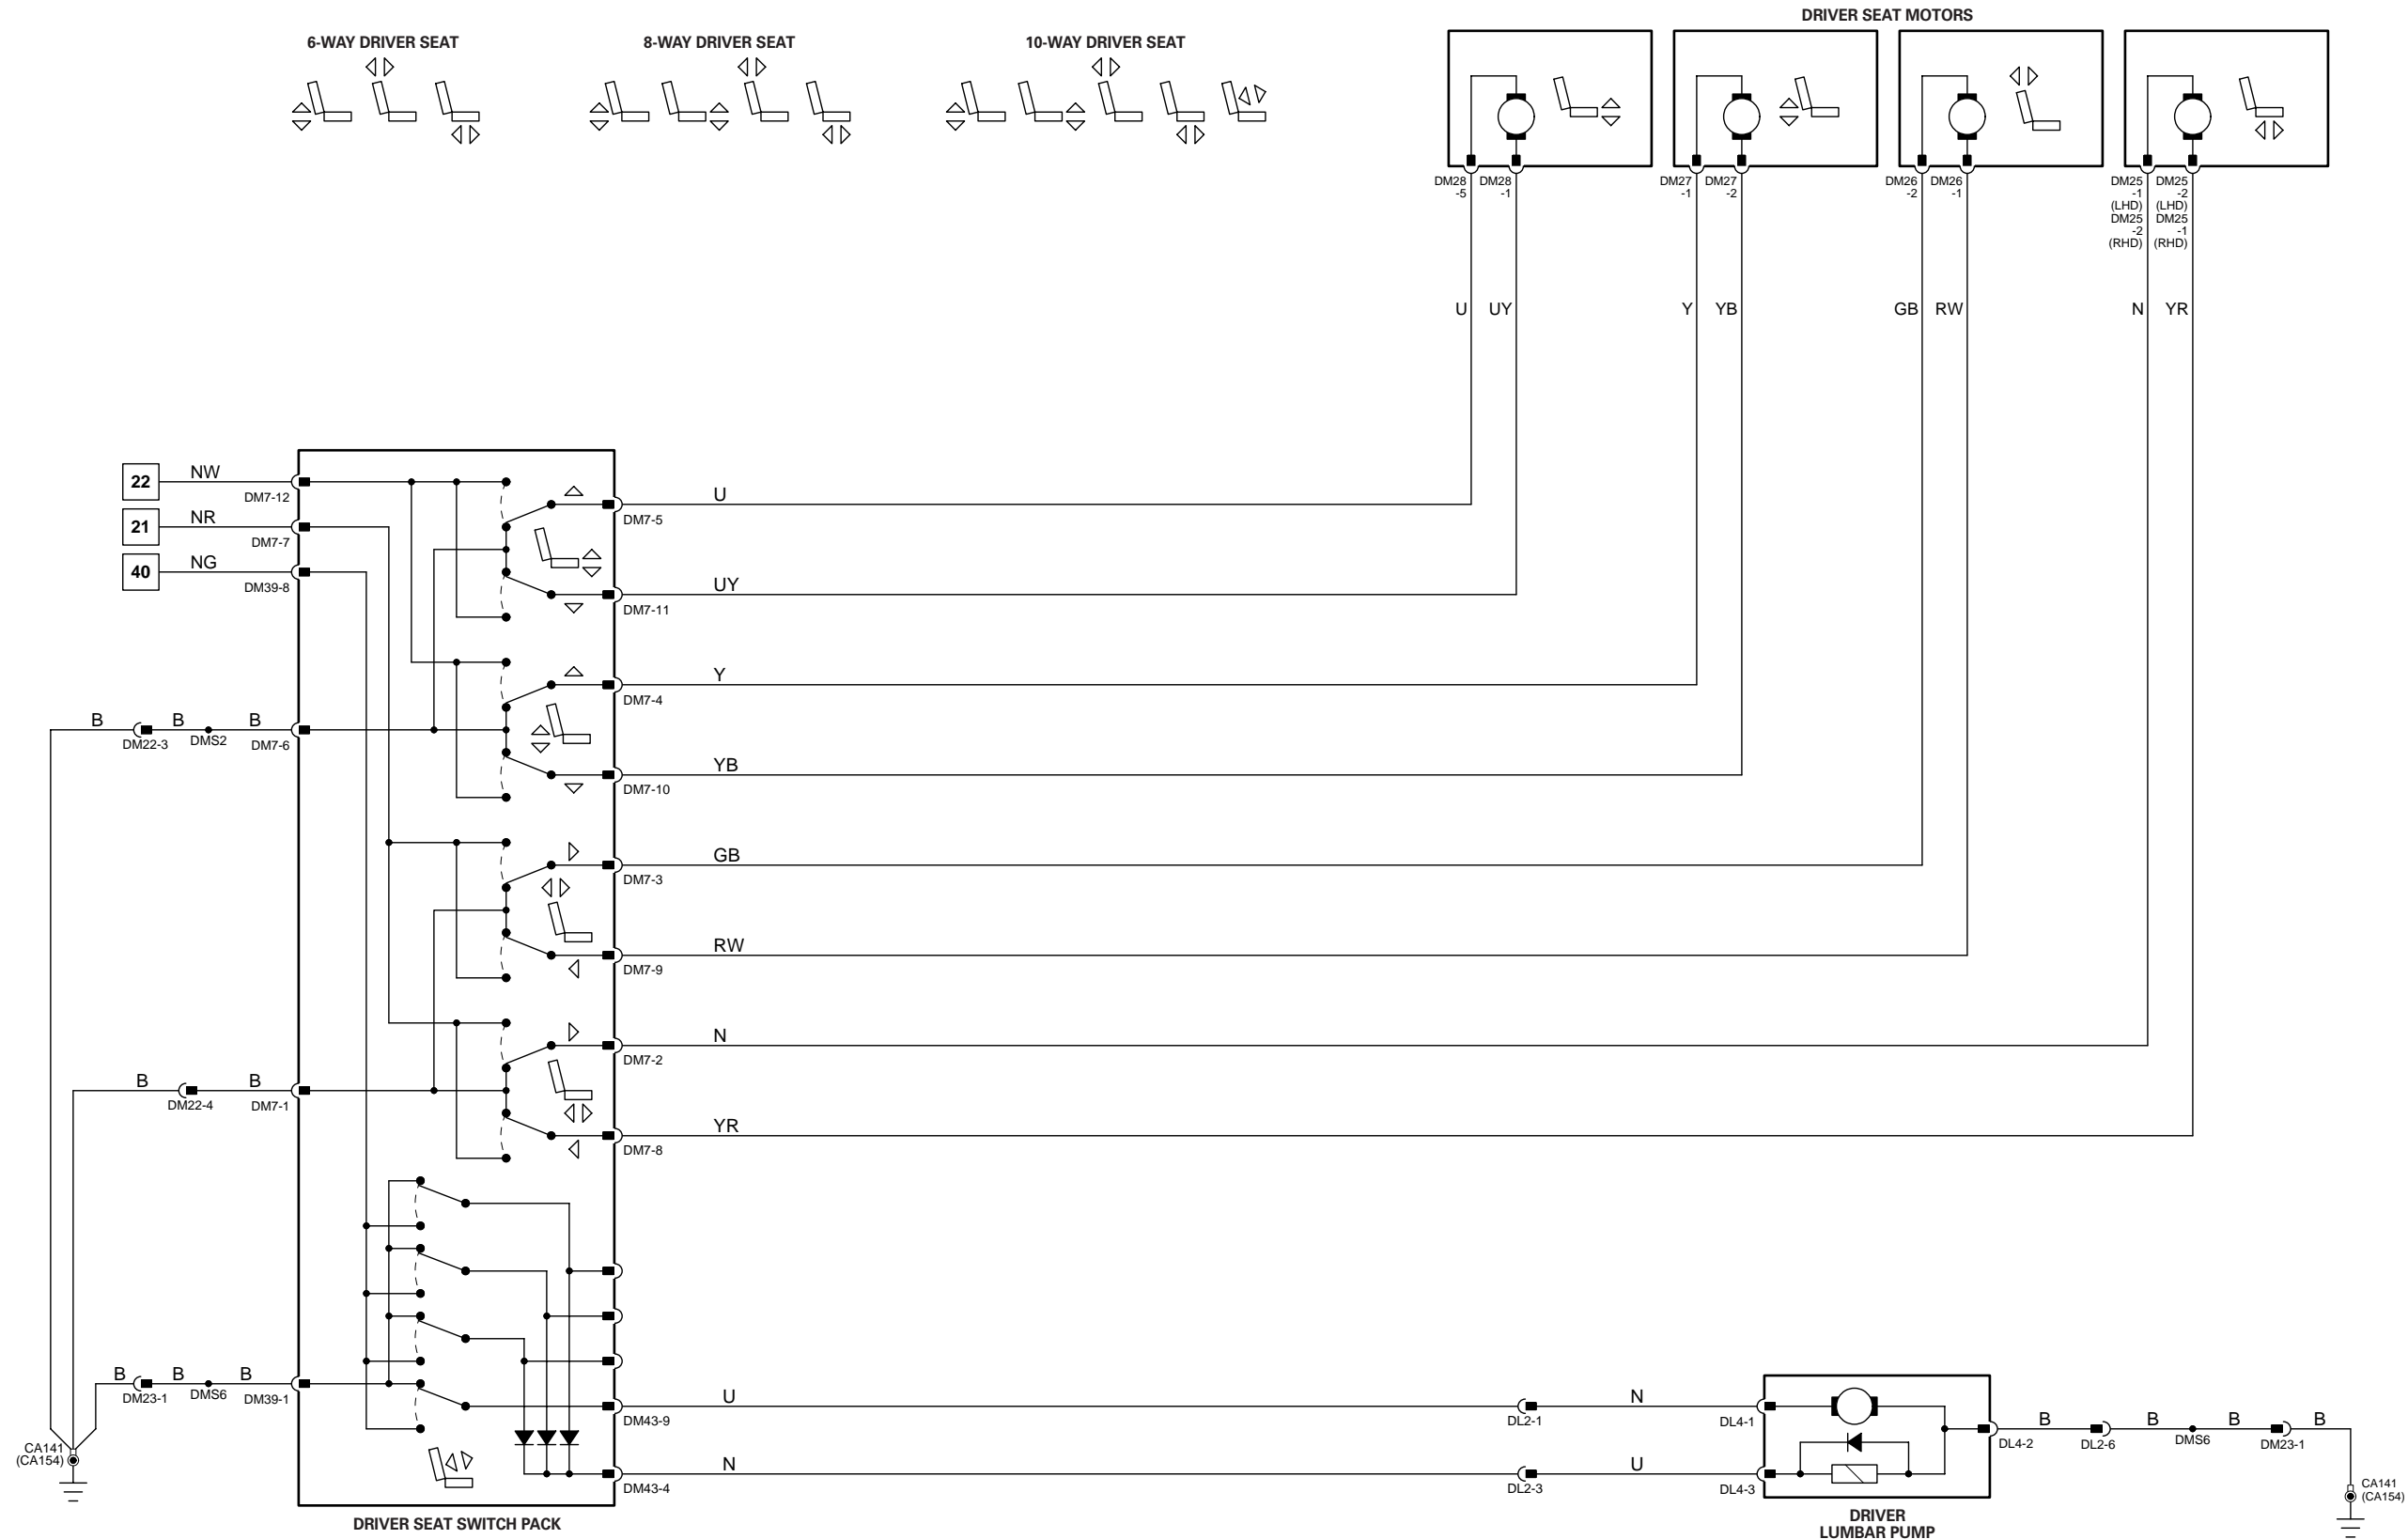 DRIVER SEAT MOTORS
6-WAY DRIVER SEAT
8-WAY DRIVER SEAT
10-WAY DRIVER SEAT
DM28 -5
DM28 -1
DM27 -1
DM27 -2
DM26 -2
DM26 -1
DM25 -1 (LHD) DM25 -2 (RHD)
DM25 -2 (LHD) DM25 -1 (RHD)
U
UY
Y
YB
GB
RW
N
YR
22
NW
DM7-12
21
NR
DM7-7
40
NG
DM39-8
U
DM7-5
UY
DM7-11
Y
DM7-4
B
DM22-3
B
DMS2
B
DM7-6
YB
DM7-10
GB
DM7-3
RW
DM7-9
N
DM7-2
B
DM22-4
B
DM7-1
YR
DM7-8
B
DM23-1
B
DMS6
B
DM39-1
U
DM43-9
DL2-1
N
DL4-1
N
DM43-4
DL2-3
U
DL4-3
DL4-2
B
DL2-6
B
DMS6
B
DM23-1
B
CA141
(CA154)
CA141
(CA154)
DRIVER SEAT SWITCH PACK
DRIVER
LUMBAR PUMP